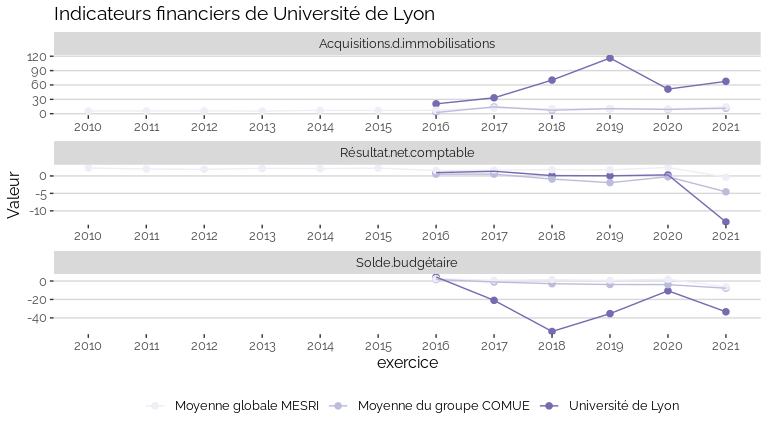 Indicateurs financiers de Université de Lyon
Acquisitions.d.immobilisations
120
90
60
30
0
2010 2011 2012 2013 2014 2015 2016 2017 2018 2019 2020 2021
Résultat.net.comptable
0
-5
-10
2010 2011 2012 2013 2014 2015 2016 2017 2018 2019 2020 2021
Solde.budgétaire
0
-20
-40
2010 2011 2012 2013 2014 2015 2016 2017 2018 2019 2020 2021
Valeur
exercice
Moyenne globale MESRI Moyenne du groupe COMUE Université de Lyon